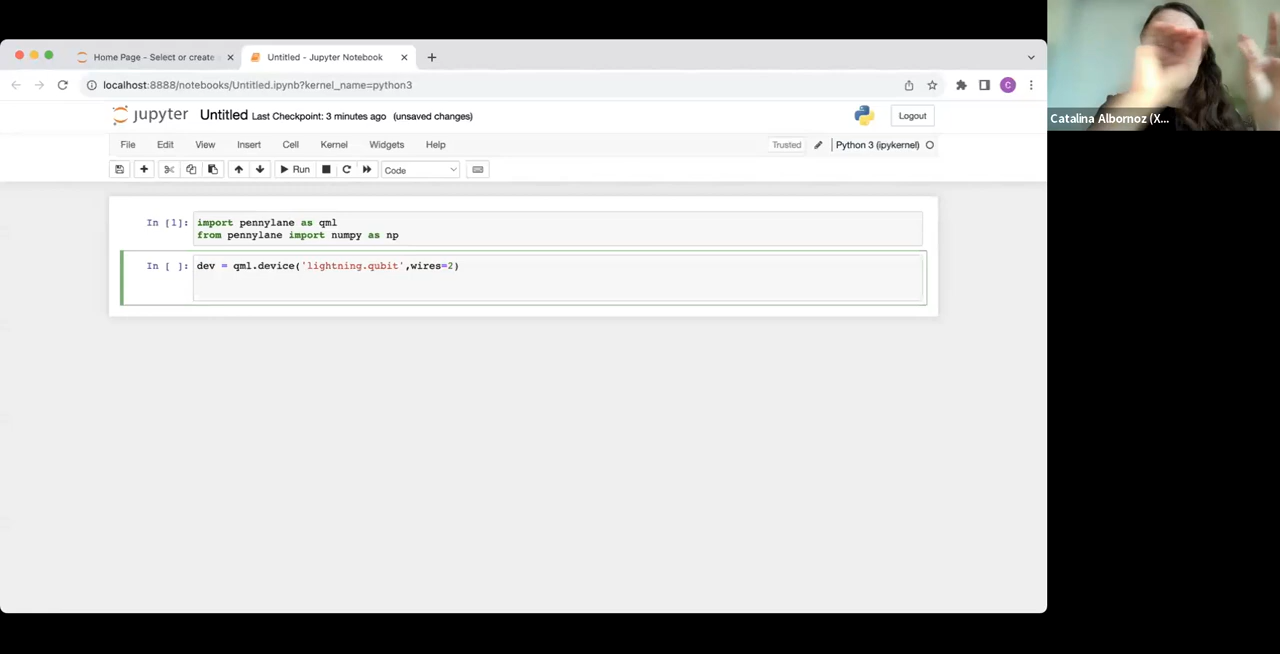 Home Page - Select or create
Untitled - Jupyter Notebook
localhost:8888/notebooks/Untitled.ipynb?kernel_name=python3
C
jupyter Untitled Last Checkpoint: 3 minutes ago (unsaved changes)
Logout
File Edit View Insert Cell Kernel Widgets Help
Trusted
Python 3 (ipykernel)
Run
Code
In [1]: import pennylane as qml
from pennylane import numpy as np
In [ ]: dev = qml.device('lightning.qubit',wires=2)
Catalina Albornoz (X...